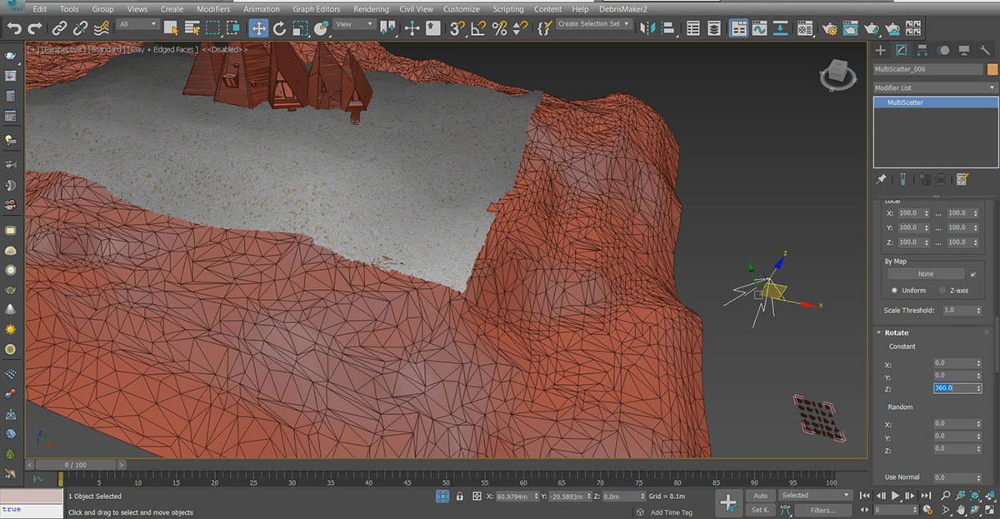 Edit Tools Group Views Create Modifiers Animation Graph Editors Rendering Civil View Customize Scripting Content Help DebrisMaker2
All View Create Selection Set
[+] [Perspective] [Standard] [Clay + Edged Faces] <<Disabled>>
MultiScatter_006
Modifier List
MultiScatter
Local
X: 100.0 ... 100.0
Y: 100.0 ... 100.0
Z: 100.0 ... 100.0
By Map
None
Uniform Z-axis
Scale Threshold: 1.0
Rotate
Constant
X: 0.0
Y: 0.0
Z: 360.0
Random
X: 0.0
Y: 0.0
Z: 0.0
Use Normal 0.0
z
x
z
0 / 100
0 5 10 15 20 25 30 35 40 45 50 55 60 65 70 75 80 85 90 95 100
1 Object Selected
X: 60.9794m Y: -20.5893m Z: 0.0m Grid = 0.1m
Auto Selected
true
Click and drag to select and move objects
Add Time Tag
Set K. Filters... 0